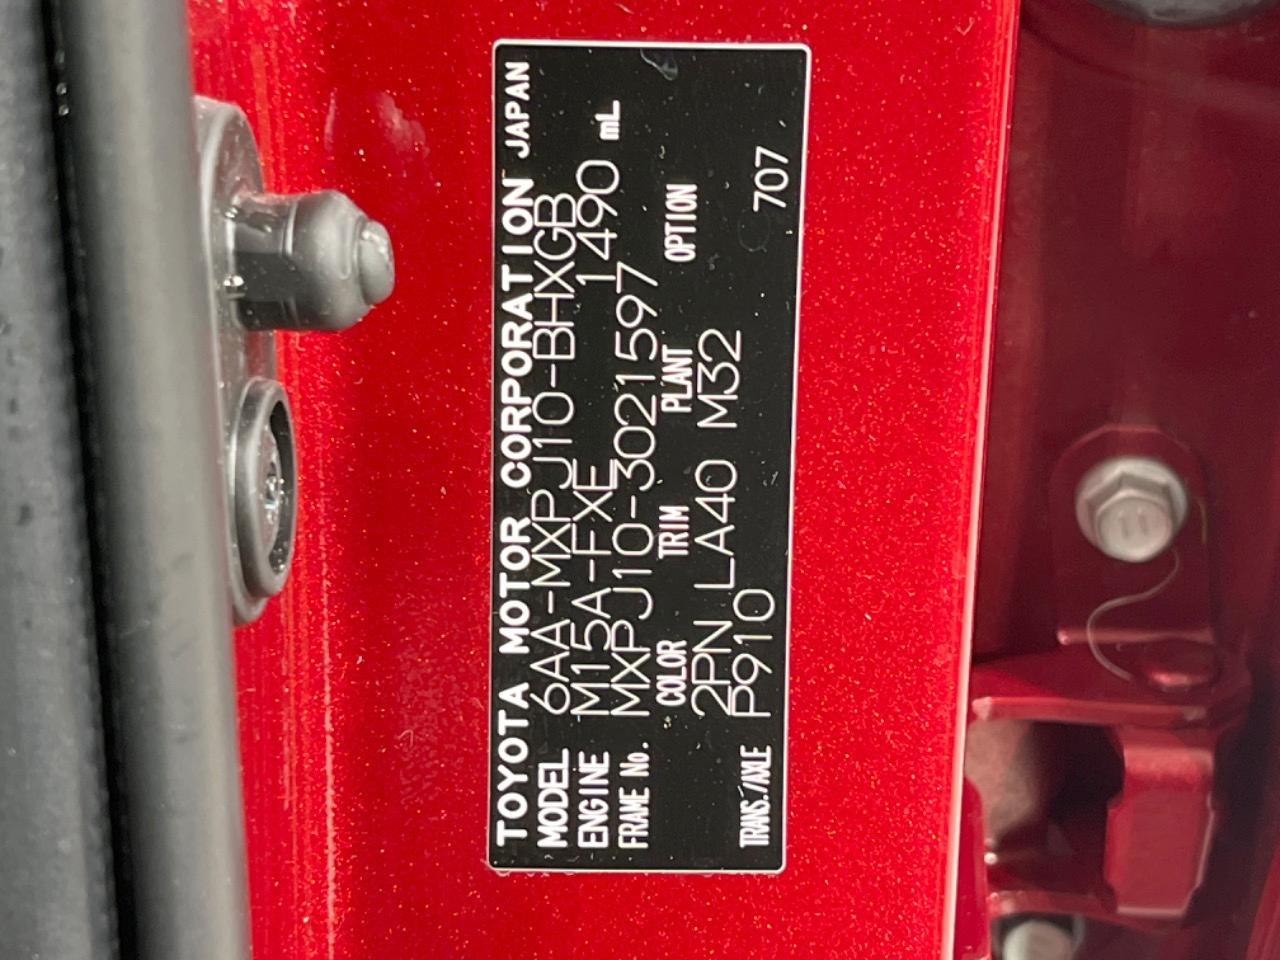 TOYOTA MOTOR CORPORATION JAPAN
MODEL 6AA-MXPJ10-BHXGB
ENGINE M15A-FXE 1490 mL
FRAME No. MXPJ10-3021597
COLOR TRIM PLANT OPTION
2PN LA40 M32
TRANS./AXLE P910 707